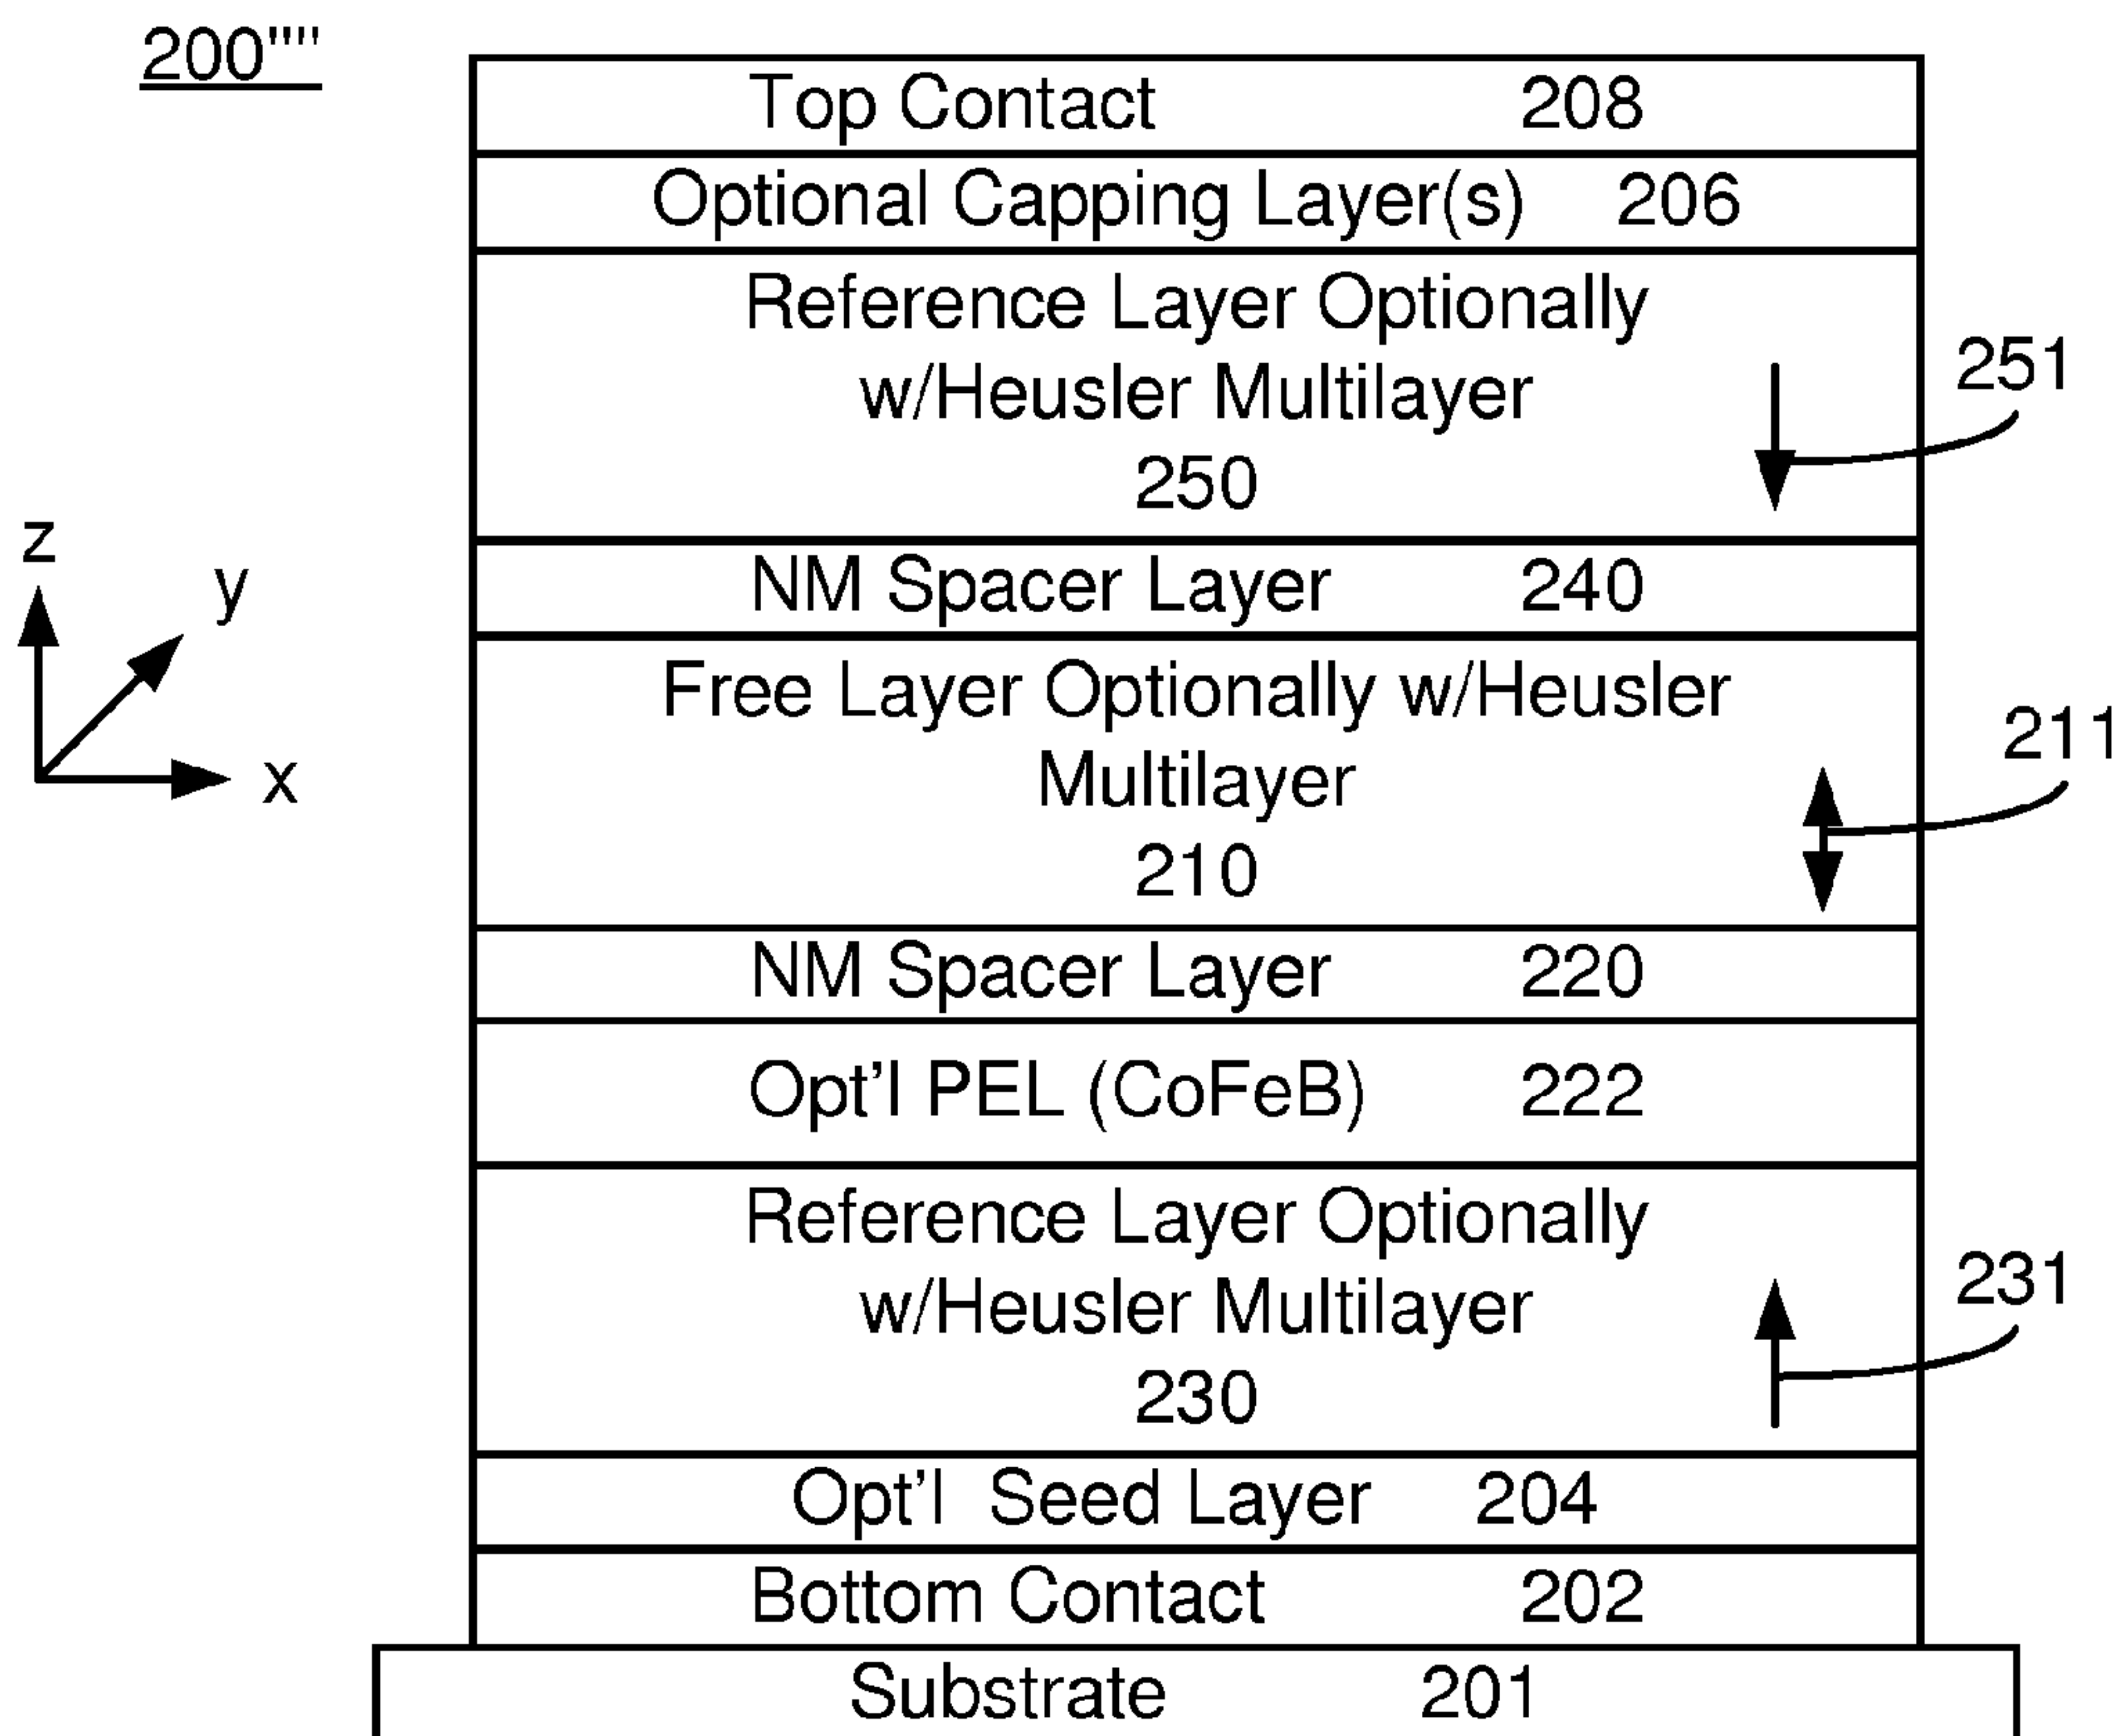 200""
Top Contact 208
Optional Capping Layer(s) 206
Reference Layer Optionally
w/Heusler Multilayer
250
251
NM Spacer Layer 240
z
y
x
Free Layer Optionally w/Heusler
Multilayer
210
211
NM Spacer Layer 220
Opt'l PEL (CoFeB) 222
Reference Layer Optionally
w/Heusler Multilayer
230
231
Opt'l Seed Layer 204
Bottom Contact 202
Substrate 201